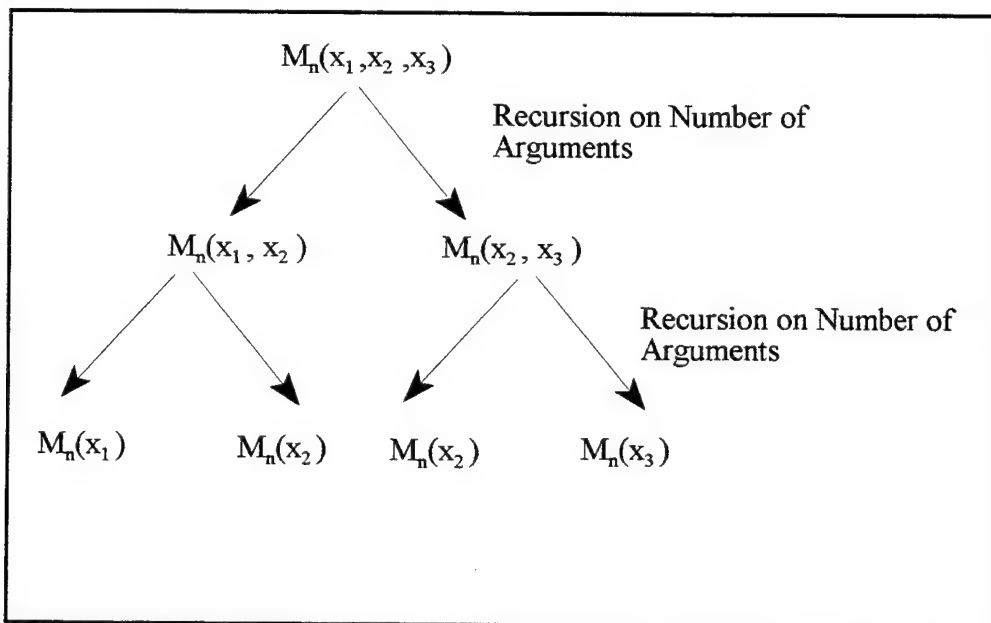 Mₙ(x₁,x₂,x₃)
Recursion on Number of
Arguments
Mₙ(x₁, x₂)
Mₙ(x₂, x₃)
Recursion on Number of
Arguments
Mₙ(x₁)
Mₙ(x₂)
Mₙ(x₂)
Mₙ(x₃)